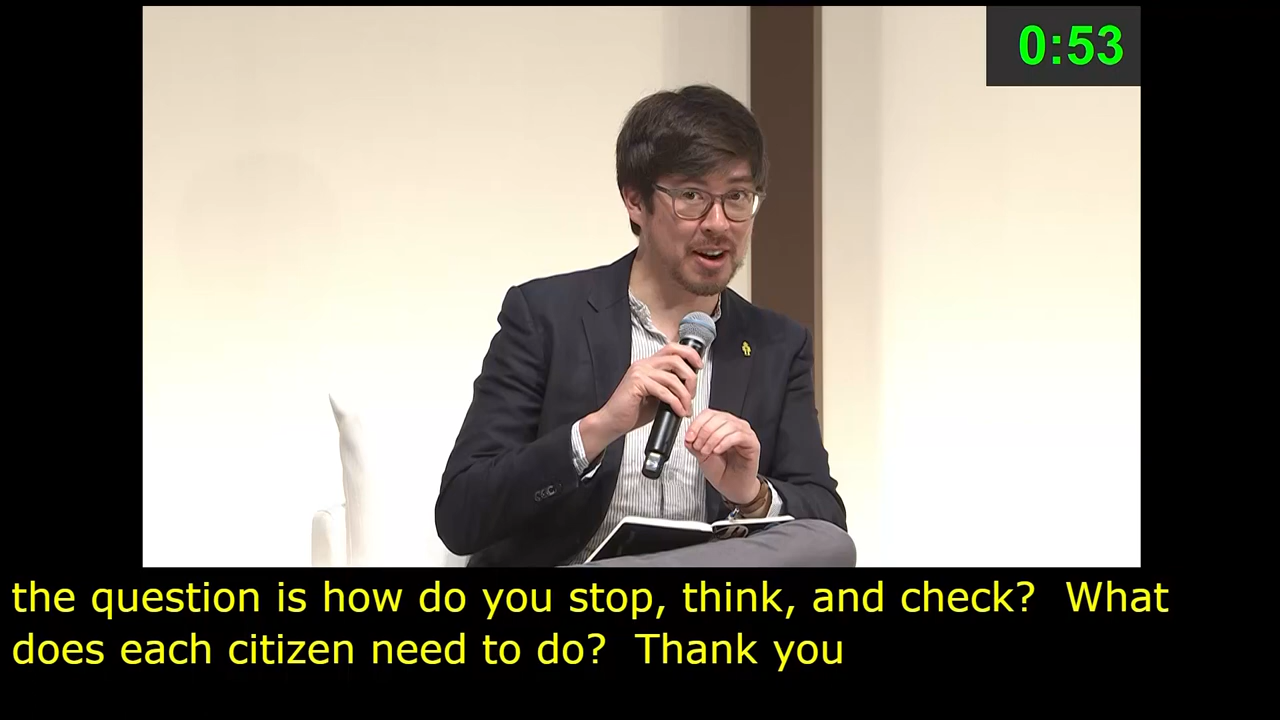 0:53
the question is how do you stop, think, and check?  What
does each citizen need to do?  Thank you